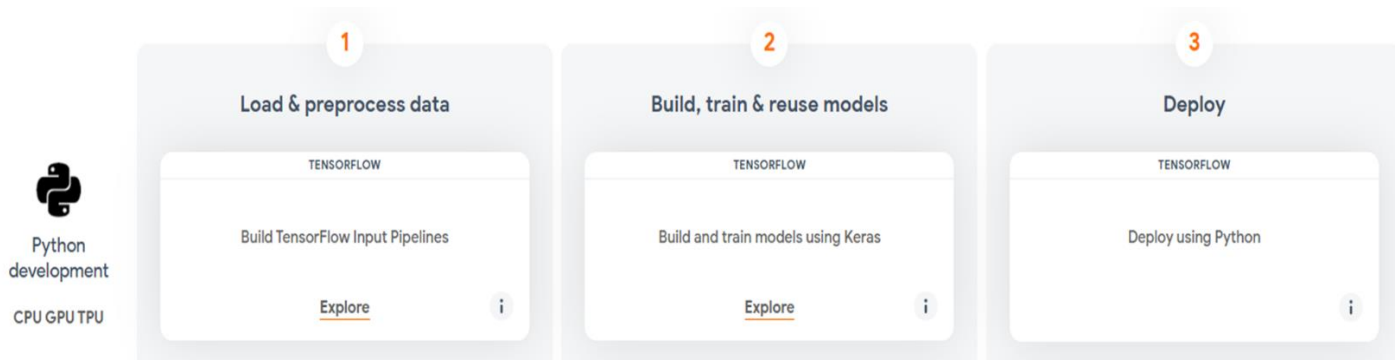 1
2
3
Load & preprocess data
Build, train & reuse models
Deploy
TENSORFLOW
TENSORFLOW
TENSORFLOW
Python
development
CPU GPU TPU
Build TensorFlow Input Pipelines
Build and train models using Keras
Deploy using Python
Explore
i
Explore
i
i